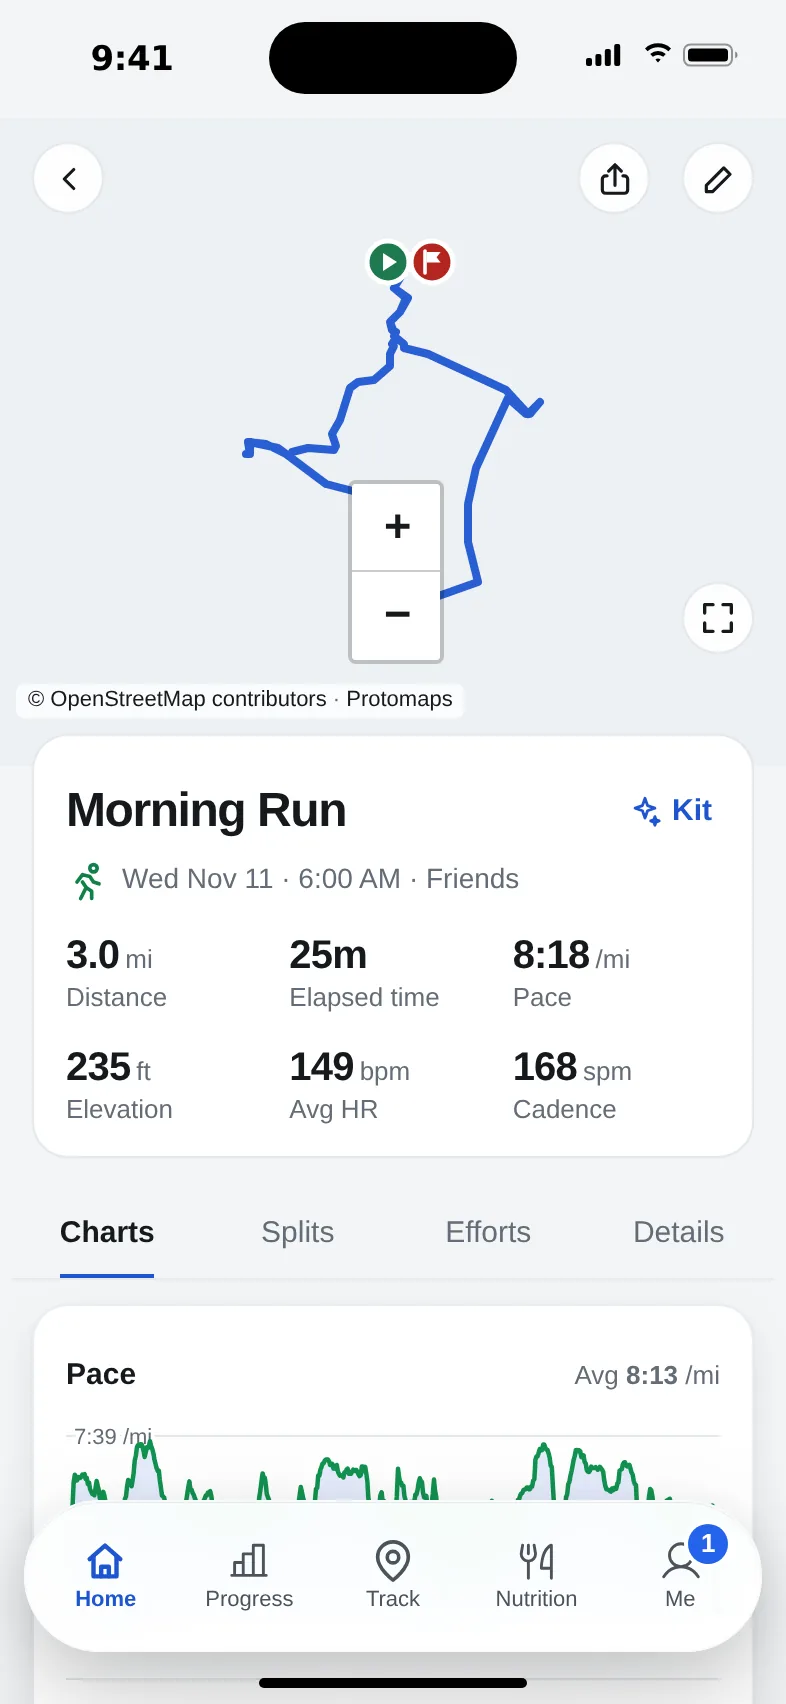 9:41
+
−
© OpenStreetMap contributors · Protomaps
Morning Run
Kit
Wed Nov 11 · 6:00 AM · Friends
3.0 mi 25m 8:18 /mi
Distance Elapsed time Pace
235 ft 149 bpm 168 spm
Elevation Avg HR Cadence
Charts Splits Efforts Details
Pace Avg 8:13 /mi
7:39 /mi
1
Home Progress Track Nutrition Me